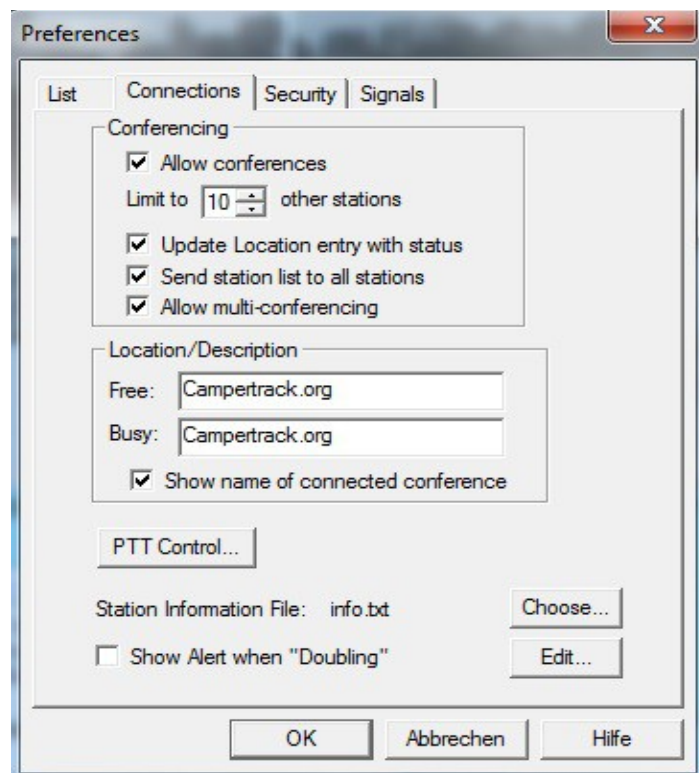 Preferences
List Connections Security Signals
Conferencing
Allow conferences
Limit to 10 other stations
Update Location entry with status
Send station list to all stations
Allow multi-conferencing
Location/Description
Free: Campertrack.org
Busy: Campertrack.org
Show name of connected conference
PTT Control...
Station Information File: info.txt Choose...
Show Alert when "Doubling" Edit...
OK Abbrechen Hilfe